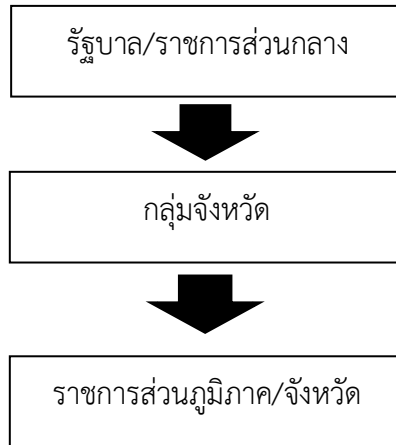 รัฐบาล/ราชการส่วนกลาง
กลุ่มจังหวัด
ราชการส่วนภูมิภาค/จังหวัด